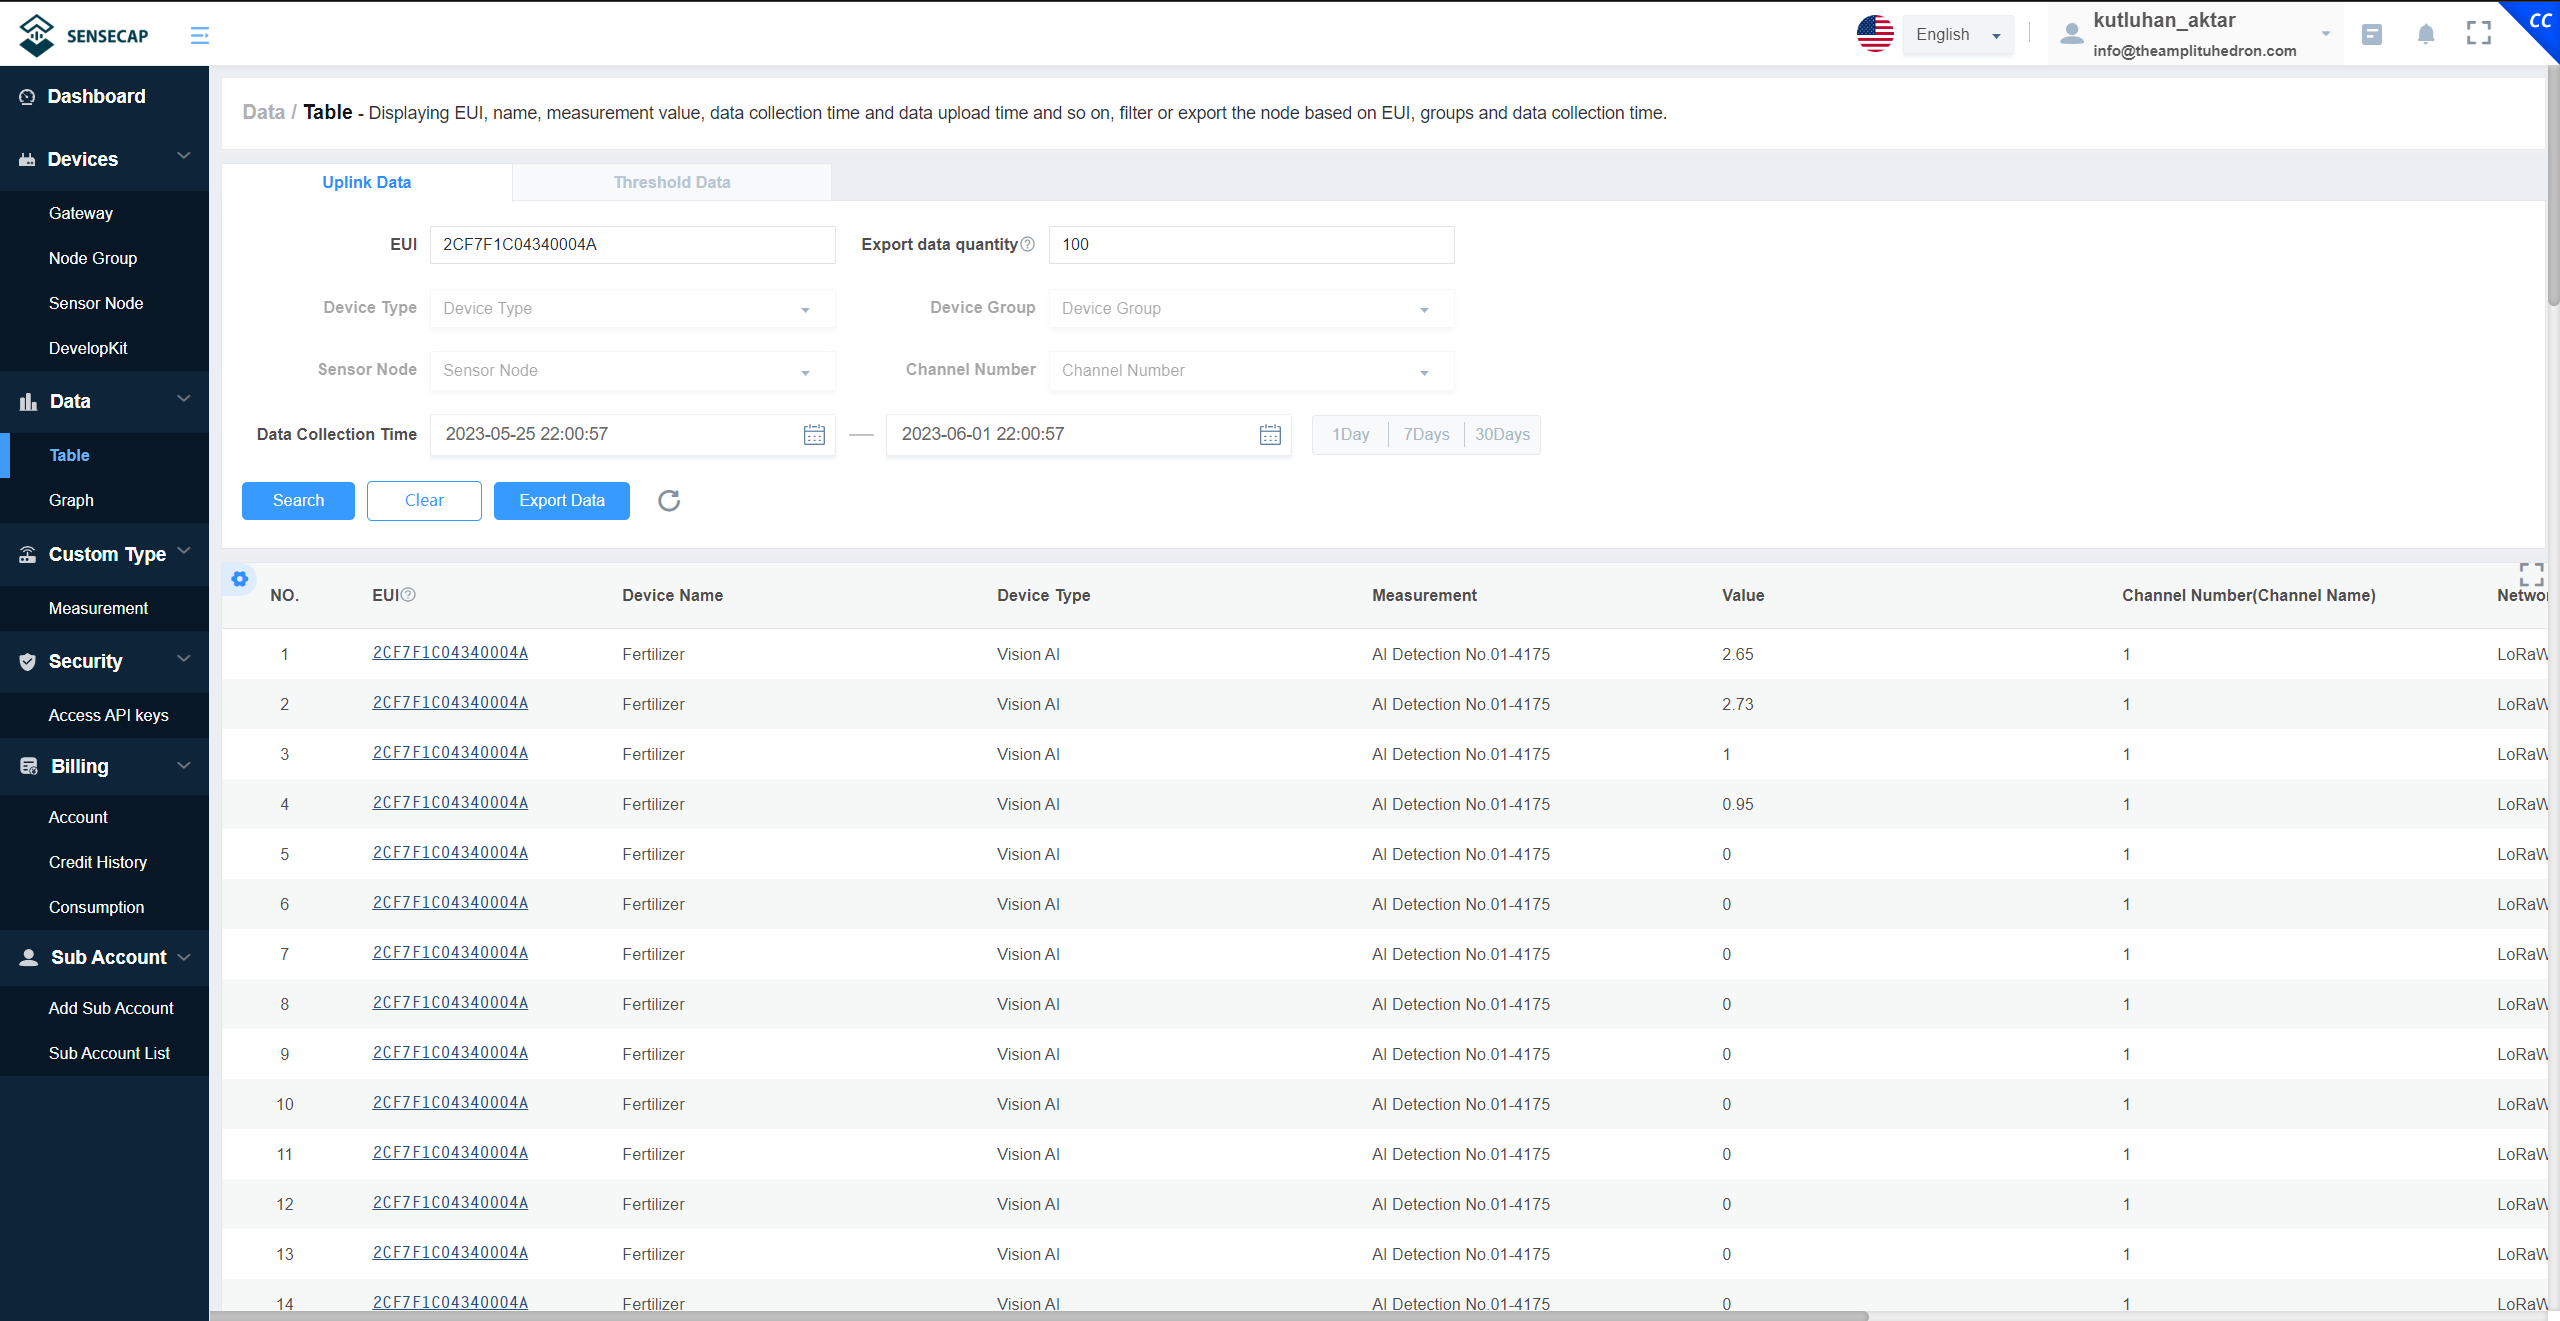 SENSECAP
English
kutluhan_aktar
info@theamplituhedron.com
CC
Dashboard
Devices
Gateway
Node Group
Sensor Node
DevelopKit
Data
Table
Graph
Custom Type
Measurement
Security
Access API keys
Billing
Account
Credit History
Consumption
Sub Account
Add Sub Account
Sub Account List
Data / Table - Displaying EUI, name, measurement value, data collection time and data upload time and so on, filter or export the node based on EUI, groups and data collection time.
Uplink Data Threshold Data
EUI 2CF7F1C04340004A Export data quantity 100
Device Type Device Type Device Group Device Group
Sensor Node Sensor Node Channel Number Channel Number
Data Collection Time 2023-05-25 22:00:57 — 2023-06-01 22:00:57 1Day 7Days 30Days
Search Clear Export Data
NO. EUI Device Name Device Type Measurement Value Channel Number(Channel Name) Netwo
1 2CF7F1C04340004A Fertilizer Vision AI AI Detection No.01-4175 2.65 1 LoRaW
2 2CF7F1C04340004A Fertilizer Vision AI AI Detection No.01-4175 2.73 1 LoRaW
3 2CF7F1C04340004A Fertilizer Vision AI AI Detection No.01-4175 1 1 LoRaW
4 2CF7F1C04340004A Fertilizer Vision AI AI Detection No.01-4175 0.95 1 LoRaW
5 2CF7F1C04340004A Fertilizer Vision AI AI Detection No.01-4175 0 1 LoRaW
6 2CF7F1C04340004A Fertilizer Vision AI AI Detection No.01-4175 0 1 LoRaW
7 2CF7F1C04340004A Fertilizer Vision AI AI Detection No.01-4175 0 1 LoRaW
8 2CF7F1C04340004A Fertilizer Vision AI AI Detection No.01-4175 0 1 LoRaW
9 2CF7F1C04340004A Fertilizer Vision AI AI Detection No.01-4175 0 1 LoRaW
10 2CF7F1C04340004A Fertilizer Vision AI AI Detection No.01-4175 0 1 LoRaW
11 2CF7F1C04340004A Fertilizer Vision AI AI Detection No.01-4175 0 1 LoRaW
12 2CF7F1C04340004A Fertilizer Vision AI AI Detection No.01-4175 0 1 LoRaW
13 2CF7F1C04340004A Fertilizer Vision AI AI Detection No.01-4175 0 1 LoRaW
14 2CF7F1C04340004A Fertilizer Vision AI AI Detection No.01-4175 0 1 LoRaW